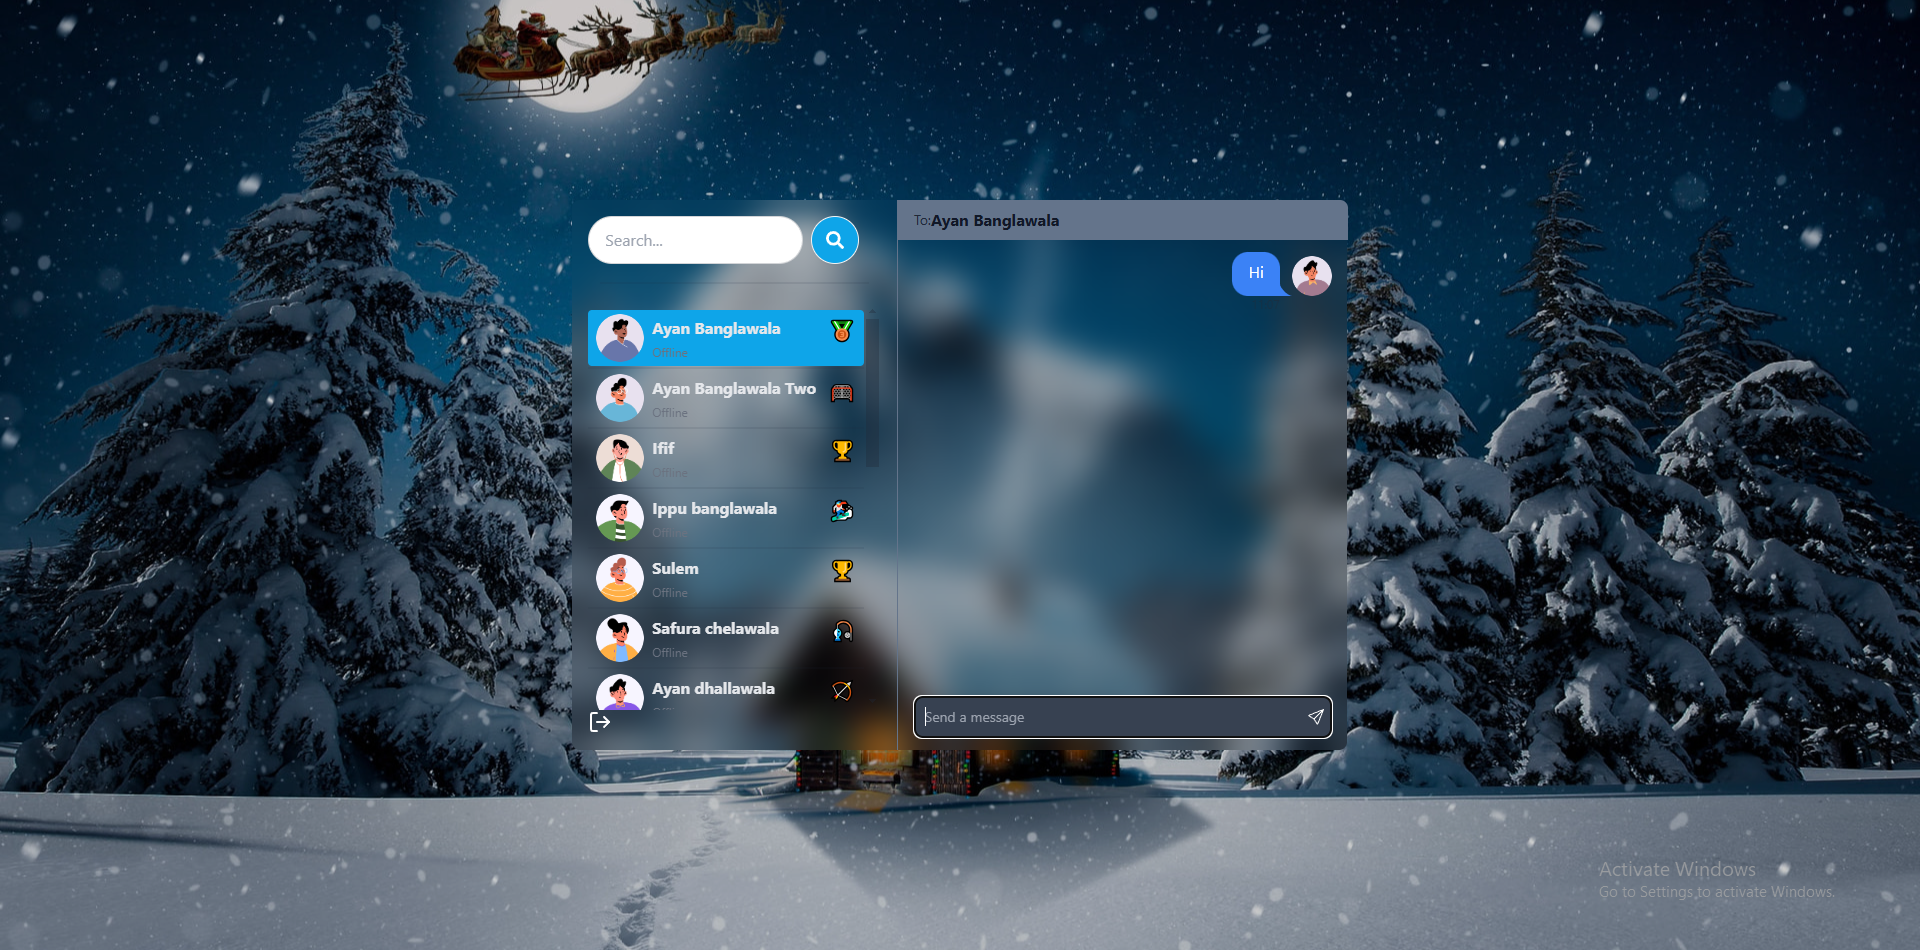 Search...
Ayan Banglawala
Offline
Ayan Banglawala Two
Offline
Ifif
Offline
Ippu banglawala
Offline
Sulem
Offline
Safura chelawala
Offline
Ayan dhallawala
To:Ayan Banglawala
Hi
Send a message
Activate Windows
Go to Settings to activate Windows.